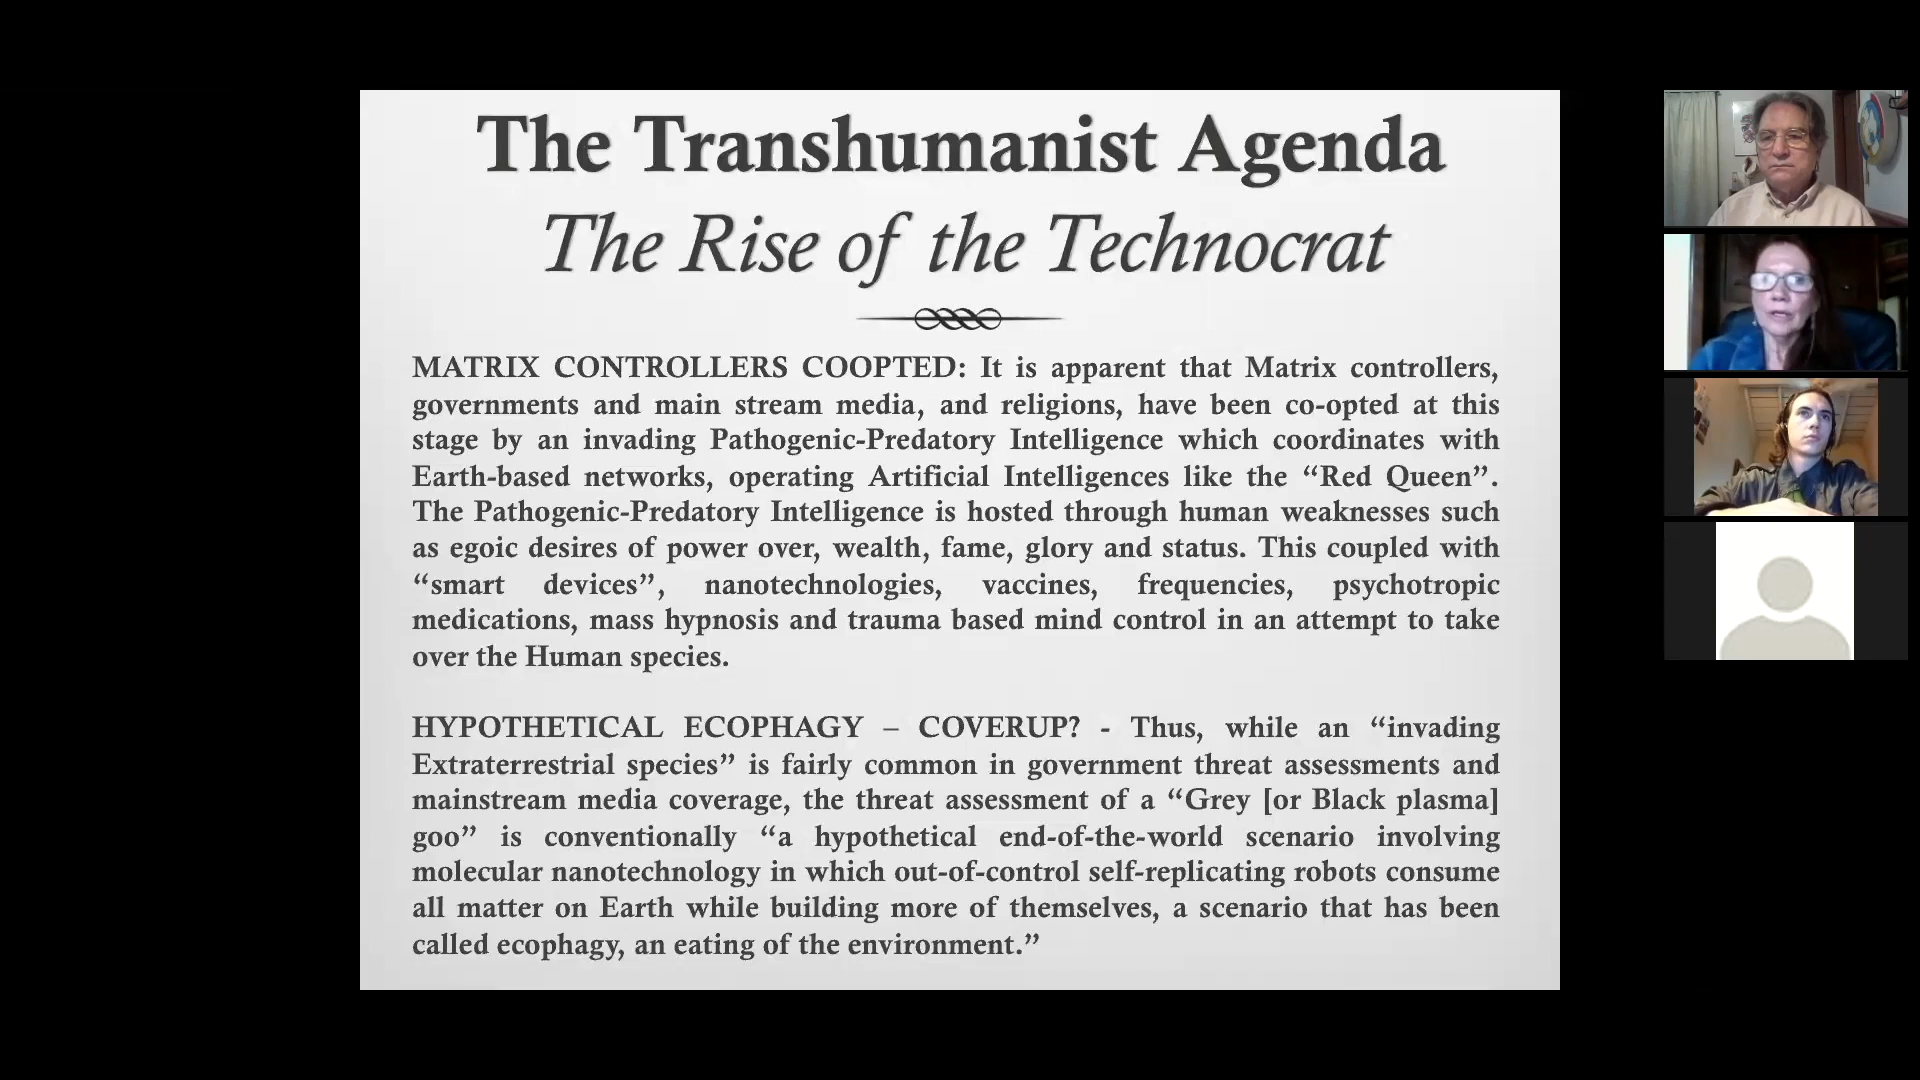 The Transhumanist Agenda
The Rise of the Technocrat
MATRIX CONTROLLERS COOPTED: It is apparent that Matrix controllers,
governments and main stream media, and religions, have been co-opted at this
stage by an invading Pathogenic-Predatory Intelligence which coordinates with
Earth-based networks, operating Artificial Intelligences like the “Red Queen”.
The Pathogenic-Predatory Intelligence is hosted through human weaknesses such
as egoic desires of power over, wealth, fame, glory and status. This coupled with
“smart devices”, nanotechnologies, vaccines, frequencies, psychotropic
medications, mass hypnosis and trauma based mind control in an attempt to take
over the Human species.
HYPOTHETICAL ECOPHAGY – COVERUP? - Thus, while an “invading
Extraterrestrial species” is fairly common in government threat assessments and
mainstream media coverage, the threat assessment of a “Grey [or Black plasma]
goo” is conventionally “a hypothetical end-of-the-world scenario involving
molecular nanotechnology in which out-of-control self-replicating robots consume
all matter on Earth while building more of themselves, a scenario that has been
called ecophagy, an eating of the environment.”